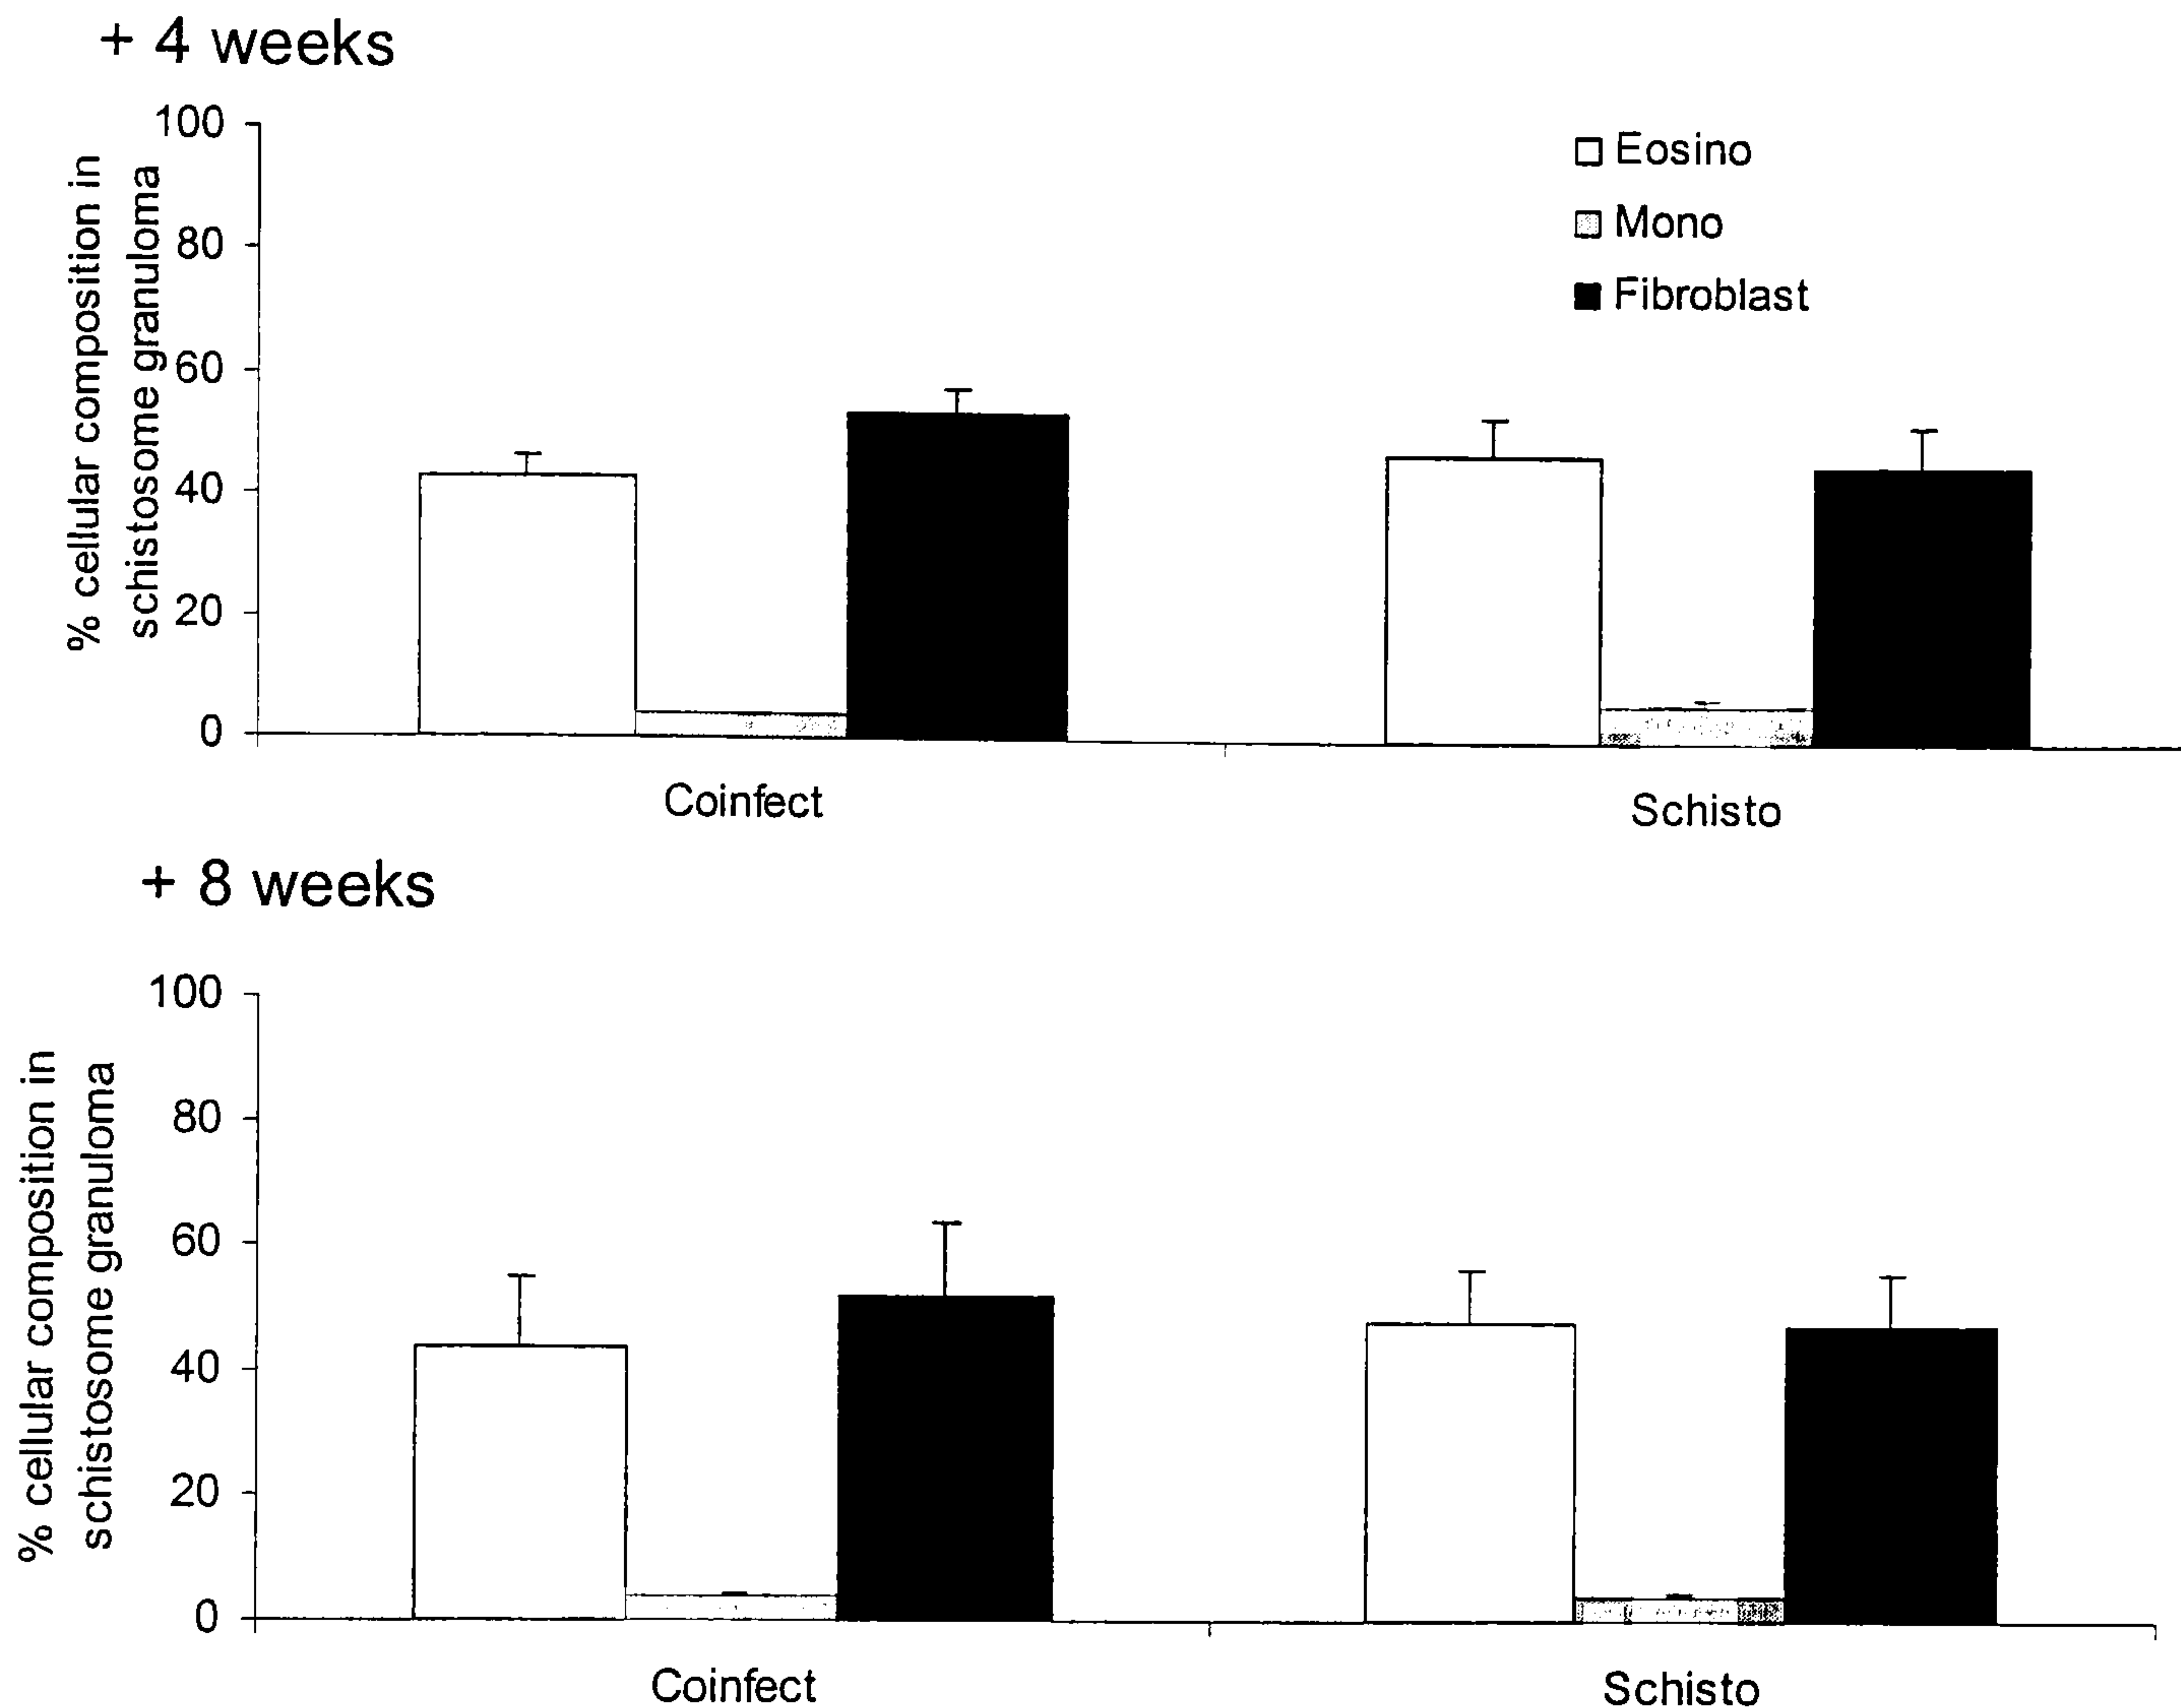 + 4 weeks
% cellular composition in
schistosome granuloma
100
80
60
40
20
0
Eosino
Mono
Fibroblast
Coinfect
Schisto
+ 8 weeks
% cellular composition in
schistosome granuloma
100
80
60
40
20
0
Coinfect
Schisto